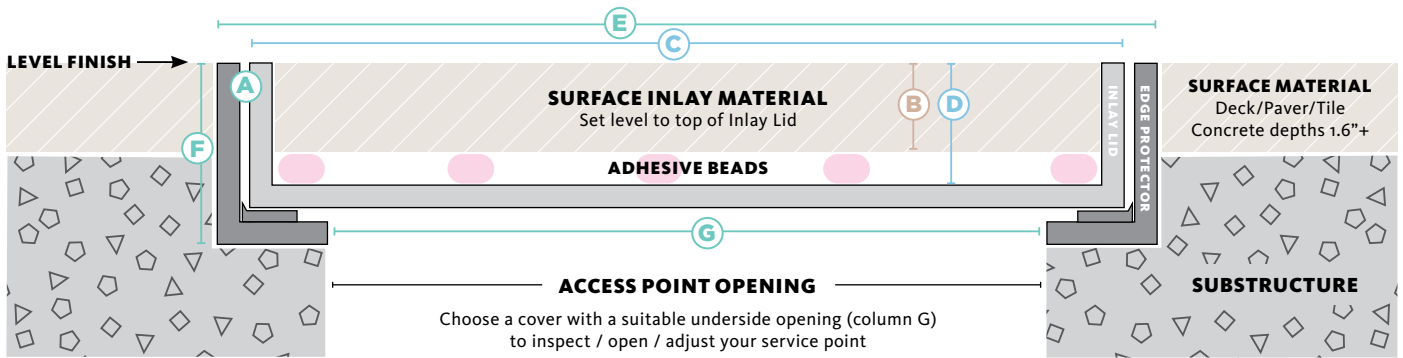 E
C
LEVEL FINISH
A
SURFACE INLAY MATERIAL
Set level to top of Inlay Lid
B
D
INLAY LID
EDGE PROTECTOR
SURFACE MATERIAL
Deck/Paver/Tile
Concrete depths 1.6”+
F
ADHESIVE BEADS
G
ACCESS POINT OPENING
SUBSTRUCTURE
Choose a cover with a suitable underside opening (column G)
to inspect / open / adjust your service point